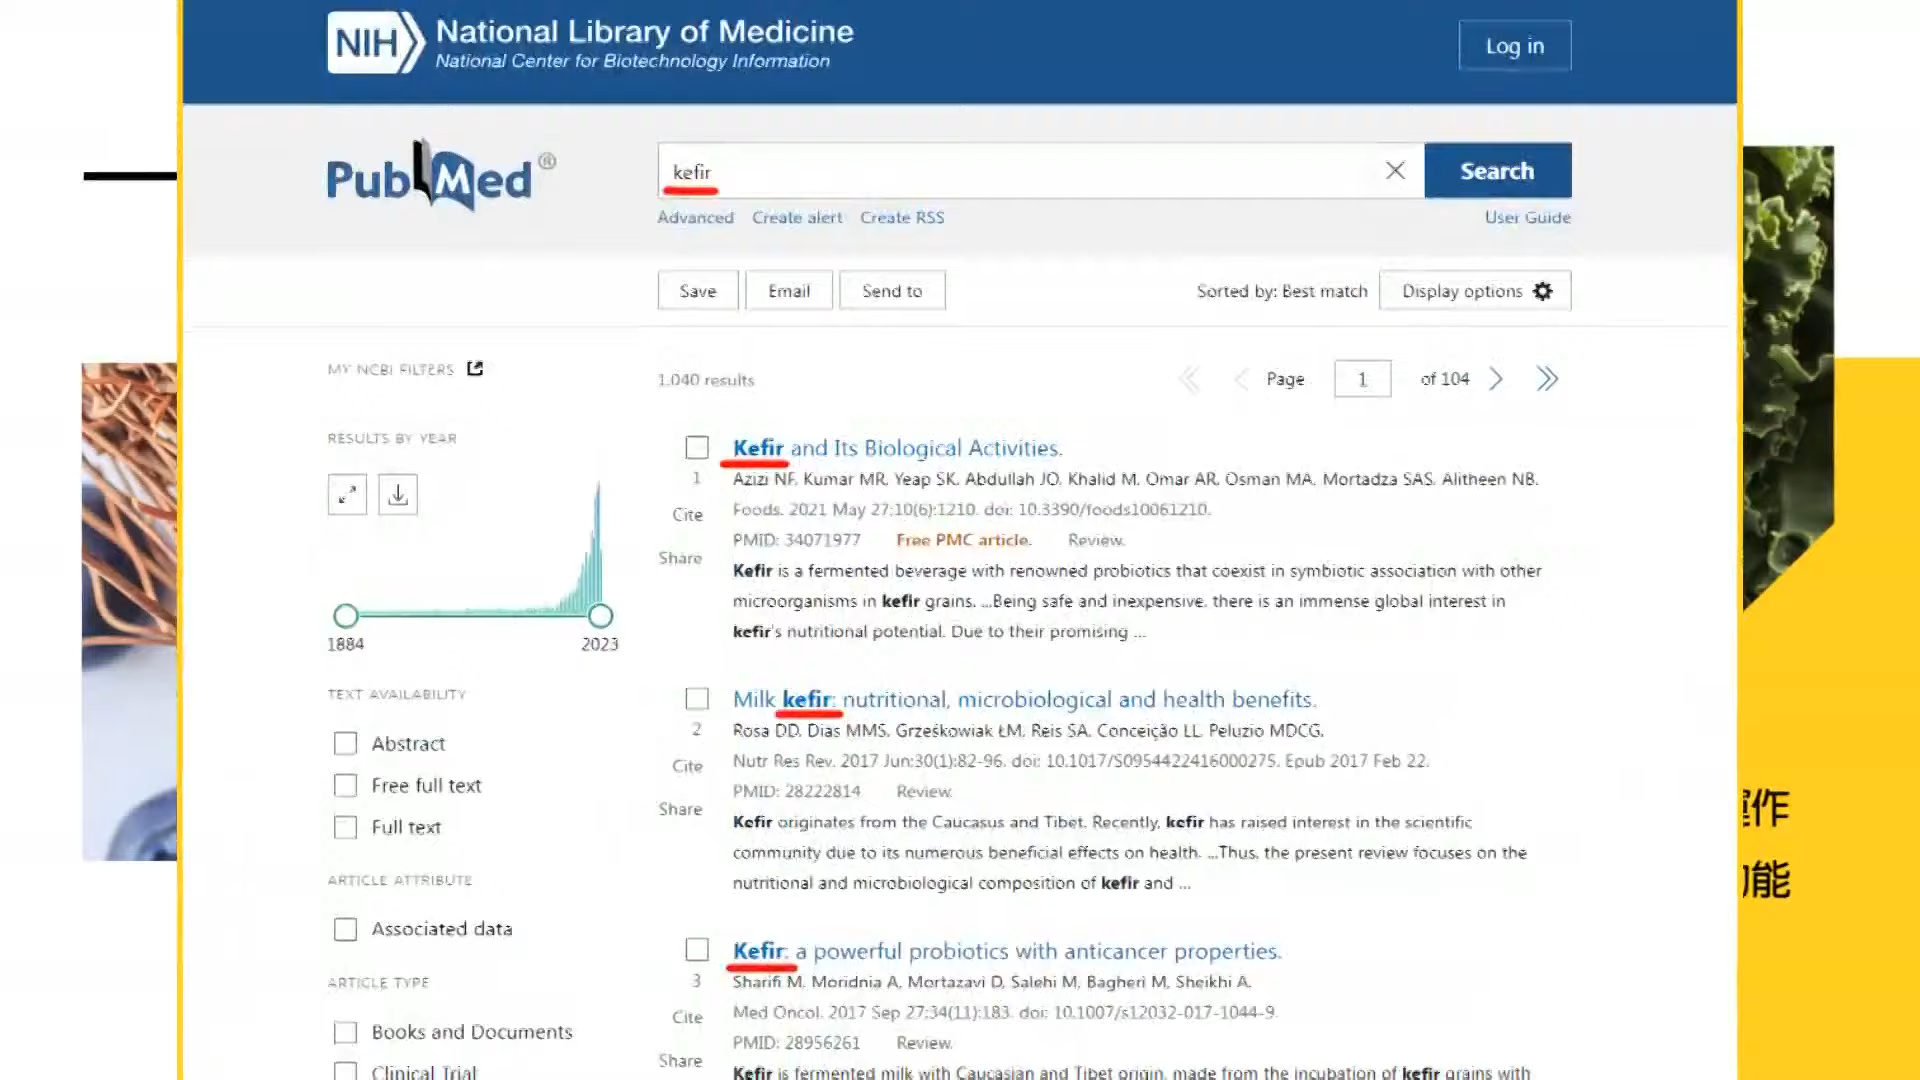 NIH National Library of Medicine
National Center for Biotechnology Information
Log in
PubMed®
kefir
Search
Advanced Create alert Create RSS
User Guide
Save Email Send to
Sorted by: Best match
Display options
MY NCBI FILTERS
1,040 results
Page 1 of 104
RESULTS BY YEAR
1884 2023
TEXT AVAILABILITY
Abstract
Free full text
Full text
ARTICLE ATTRIBUTE
Associated data
ARTICLE TYPE
Books and Documents
Clinical Trial
Kefir and Its Biological Activities.
1
Cite
Share
Azizi NF, Kumar MR, Yeap SK, Abdullah JO, Khalid M, Omar AR, Osman MA, Mortadza SAS, Alitheen NB.
Foods. 2021 May 27;10(6):1210. doi: 10.3390/foods10061210.
PMID: 34071977 Free PMC article. Review.
Kefir is a fermented beverage with renowned probiotics that coexist in symbiotic association with other
microorganisms in kefir grains. ...Being safe and inexpensive, there is an immense global interest in
kefir's nutritional potential. Due to their promising ...
Milk kefir: nutritional, microbiological and health benefits.
2
Cite
Share
Rosa DD, Dias MMS, Grześkowiak ŁM, Reis SA, Conceição LL, Peluzio MDCG.
Nutr Res Rev. 2017 Jun;30(1):82-96. doi: 10.1017/S0954422416000275. Epub 2017 Feb 22.
PMID: 28222814 Review.
Kefir originates from the Caucasus and Tibet. Recently, kefir has raised interest in the scientific
community due to its numerous beneficial effects on health. ...Thus, the present review focuses on the
nutritional and microbiological composition of kefir and ...
Kefir: a powerful probiotics with anticancer properties.
3
Cite
Share
Sharifi M, Moridnia A, Mortazavi D, Salehi M, Bagheri M, Sheikhi A.
Med Oncol. 2017 Sep 27;34(11):183. doi: 10.1007/s12032-017-1044-9.
PMID: 28956261 Review.
Kefir is fermented milk with Caucasian and Tibet origin, made from the incubation of kefir grains with
作
能